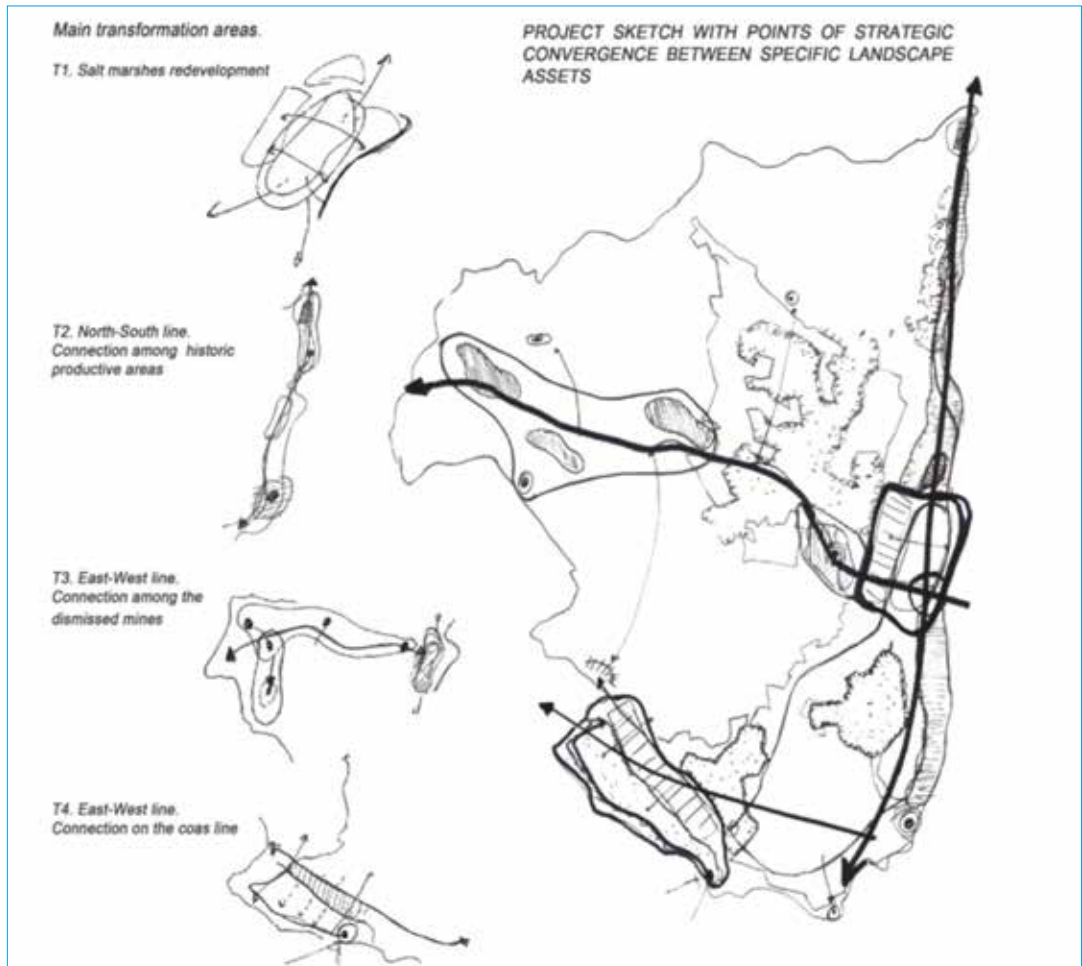 Main transformation areas.
T1. Salt marshes redevelopment
T2. North-South line.
Connection among historic
productive areas
T3. East-West line.
Connection among the
dismissed mines
T4. East-West line.
Connection on the coas line
PROJECT SKETCH WITH POINTS OF STRATEGIC
CONVERGENCE BETWEEN SPECIFIC LANDSCAPE
ASSETS